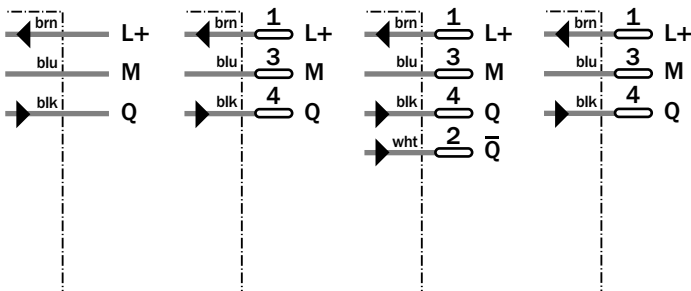 brn L+
blu M
blk Q
brn 1 L+
blu 3 M
blk 4 Q
brn 1 L+
blu 3 M
blk 4 Q
wht 2 Q̅
brn 1 L+
blu 3 M
blk 4 Q